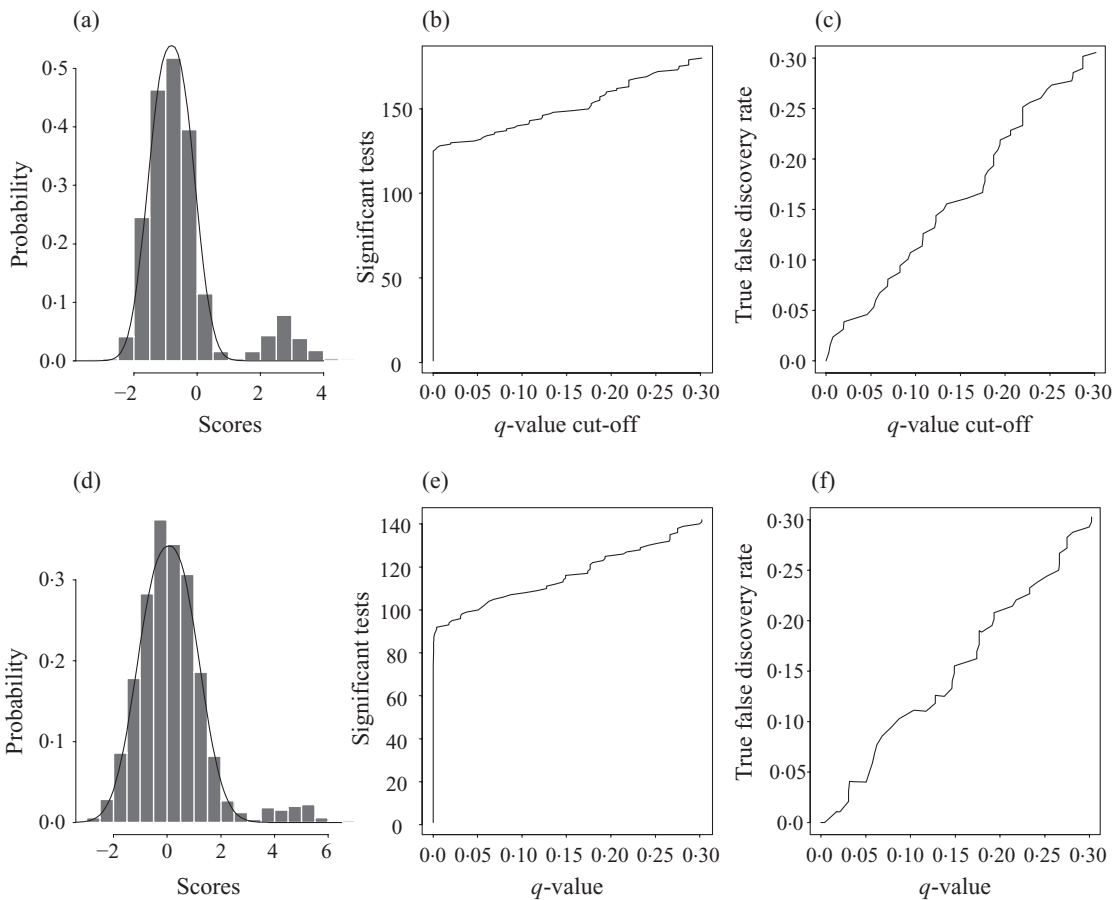 (a)
Probability
0·5
0·4
0·3
0·2
0·1
0·0
−2 0 2 4
Scores
(b)
Significant tests
150
100
50
0
0·0 0·05 0·10 0·15 0·20 0·25 0·30
q-value cut-off
(c)
True false discovery rate
0·30
0·25
0·20
0·15
0·10
0·05
0·0
0·0 0·05 0·10 0·15 0·20 0·25 0·30
q-value cut-off
(d)
Probability
0·3
0·2
0·1
0·0
−2 0 2 4 6
Scores
(e)
Significant tests
140
120
100
80
60
40
20
0
0·0 0·05 0·10 0·15 0·20 0·25 0·30
q-value
(f)
True false discovery rate
0·30
0·25
0·20
0·15
0·10
0·05
0·0
0·0 0·05 0·10 0·15 0·20 0·25 0·30
q-value